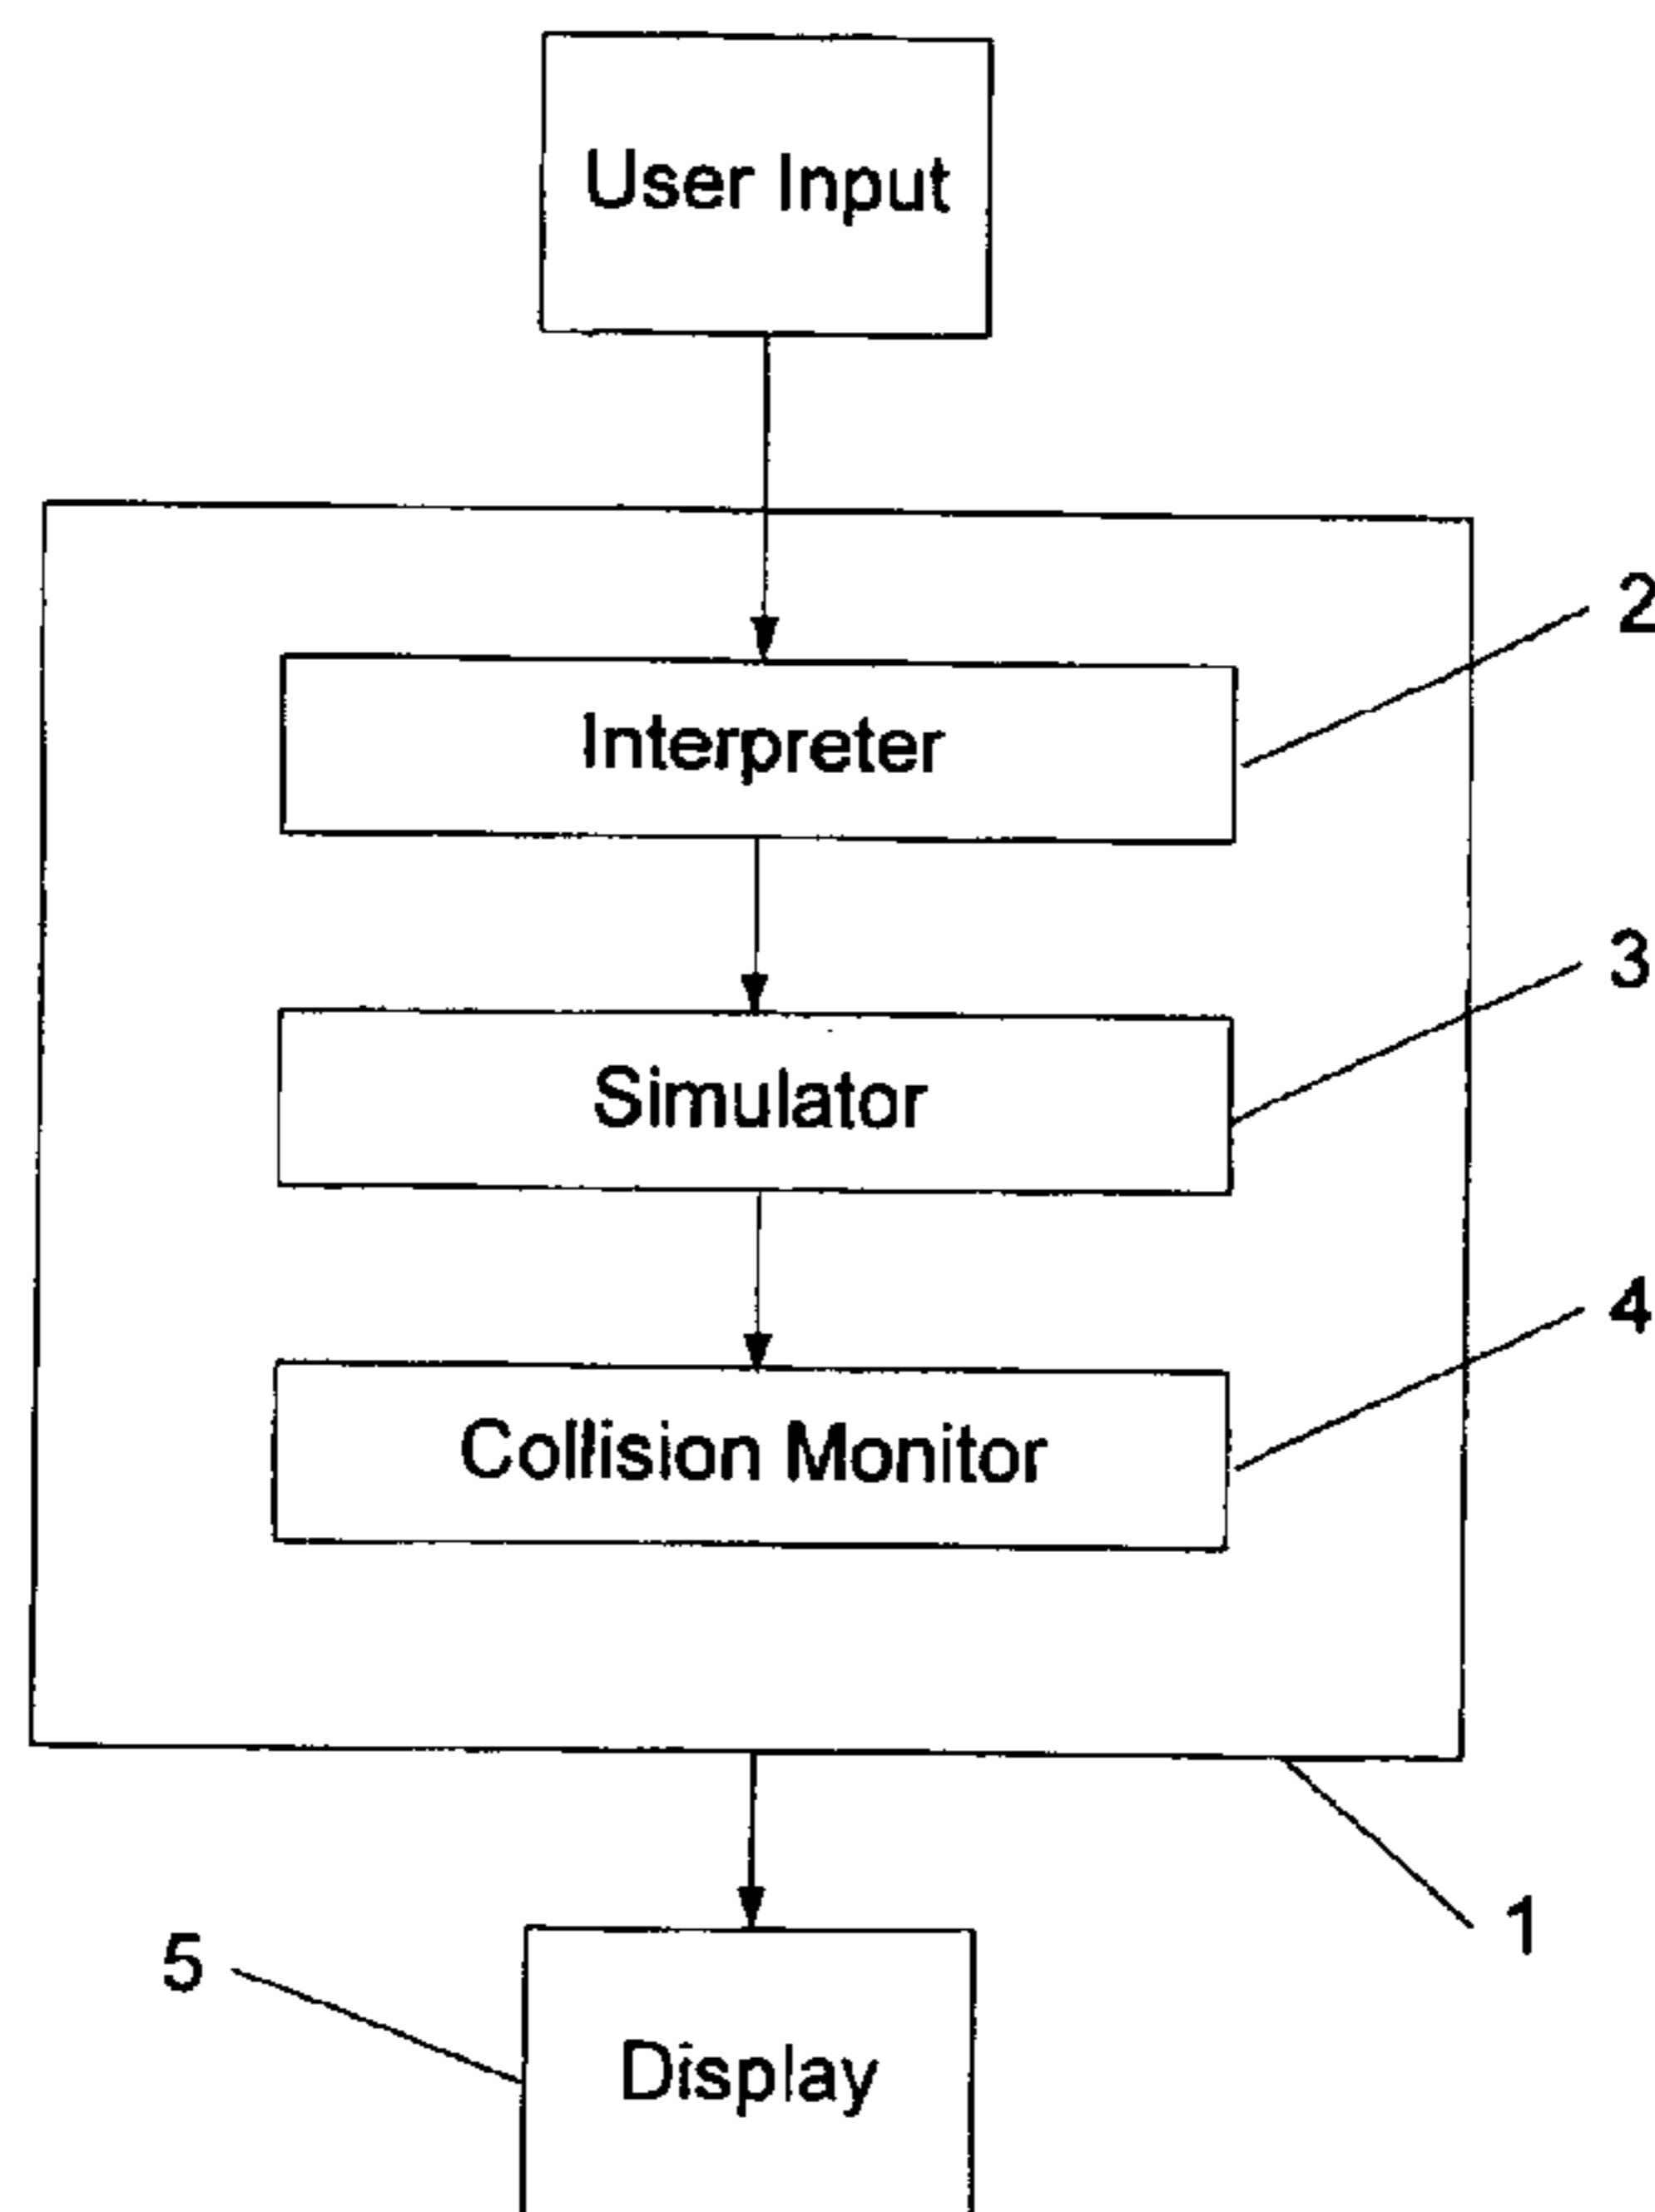 User Input
2
Interpreter
3
Simulator
4
Collision Monitor
1
5
Display